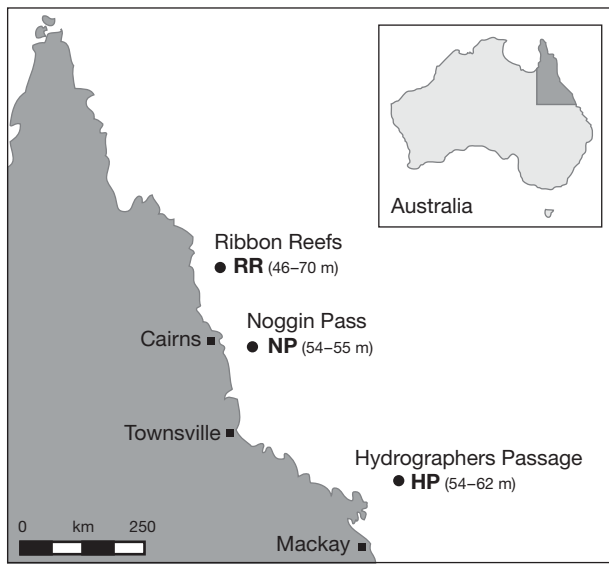 Australia
Ribbon Reefs
RR (46–70 m)
Noggin Pass
NP (54–55 m)
Cairns
Townsville
Hydrographers Passage
HP (54–62 m)
0 km 250
Mackay